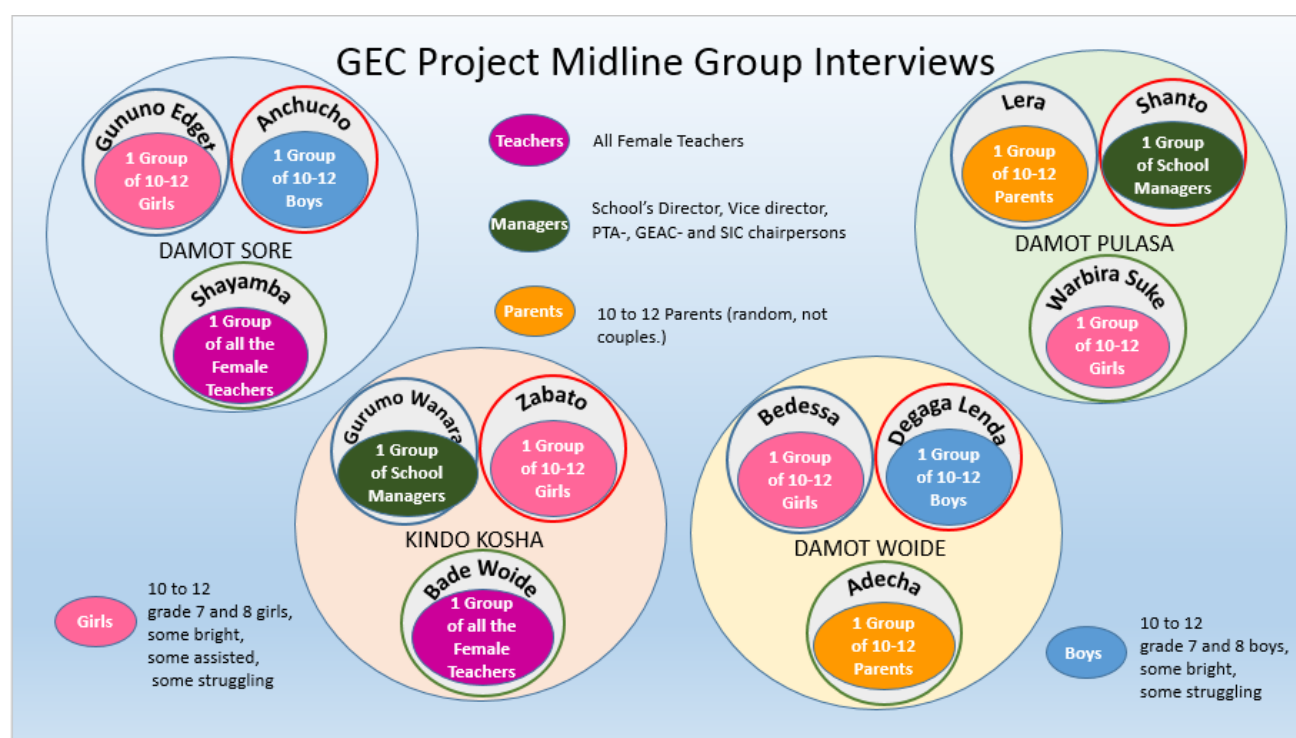 GEC Project Midline Group Interviews
Gununo Edget
1 Group
of 10-12
Girls
Anchucho
1 Group
of 10-12
Boys
DAMOT SORE
Shayamba
1 Group
of all the
Female
Teachers
Teachers
All Female Teachers
Managers
School's Director, Vice director,
PTA-, GEAC- and SIC chairpersons
Parents
10 to 12 Parents (random, not
couples.)
Lera
1 Group
of 10-12
Parents
Shanto
1 Group
of School
Managers
DAMOT PULASA
Warbira Suke
1 Group
of 10-12
Girls
Gurumo Wanara
1 Group
of School
Managers
Zabato
1 Group
of 10-12
Girls
KINDO KOSHA
Bade Woide
1 Group
of all the
Female
Teachers
Bedessa
1 Group
of 10-12
Girls
Degaga Lenda
1 Group
of 10-12
Boys
DAMOT WOIDE
Adecha
1 Group
of 10-12
Parents
Girls
10 to 12
grade 7 and 8 girls,
some bright,
some assisted,
some struggling
Boys
10 to 12
grade 7 and 8 boys,
some bright,
some struggling